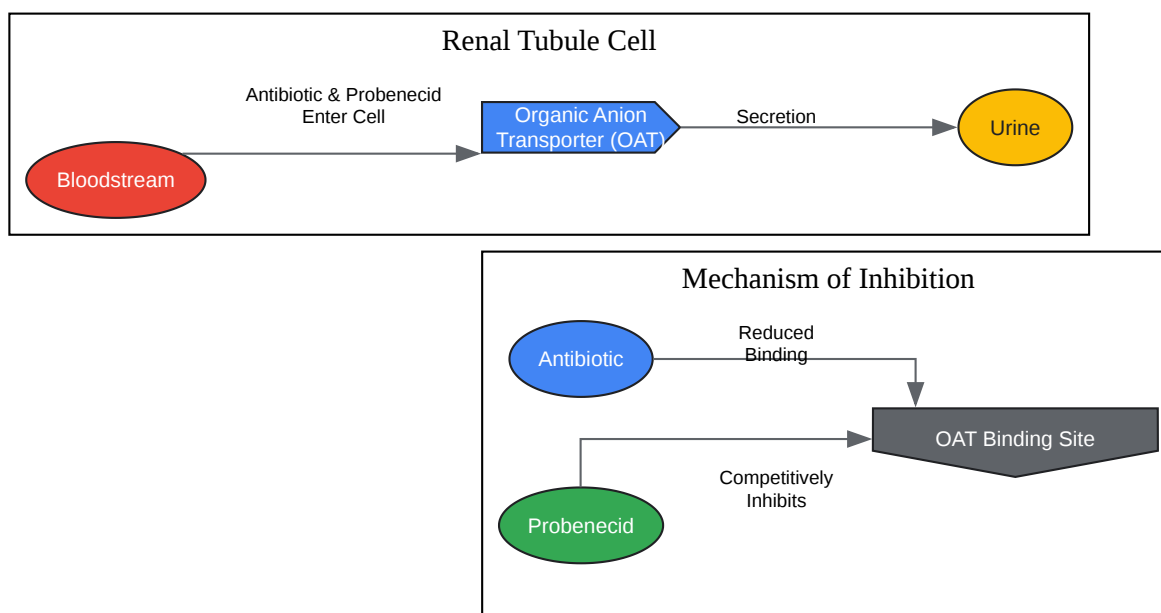 Renal Tubule Cell
Antibiotic & Probenecid
Enter Cell
Organic Anion
Transporter (OAT)
Secretion
Urine
Bloodstream
Mechanism of Inhibition
Antibiotic
Reduced
Binding
OAT Binding Site
Competitively
Inhibits
Probenecid